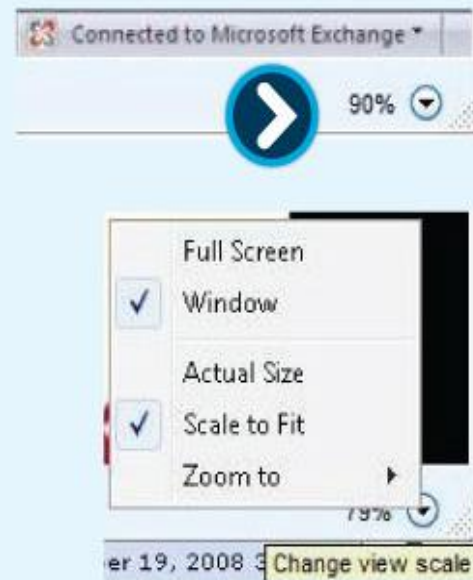 Connected to Microsoft Exchange
90%
Full Screen
Window
Actual Size
Scale to Fit
Zoom to
79%
er 19, 2008 3
Change view scale